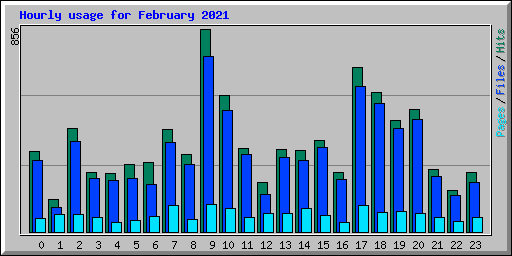 Hourly usage for February 2021
856
Pages/Files/Hits
0 1 2 3 4 5 6 7 8 9 10 11 12 13 14 15 16 17 18 19 20 21 22 23